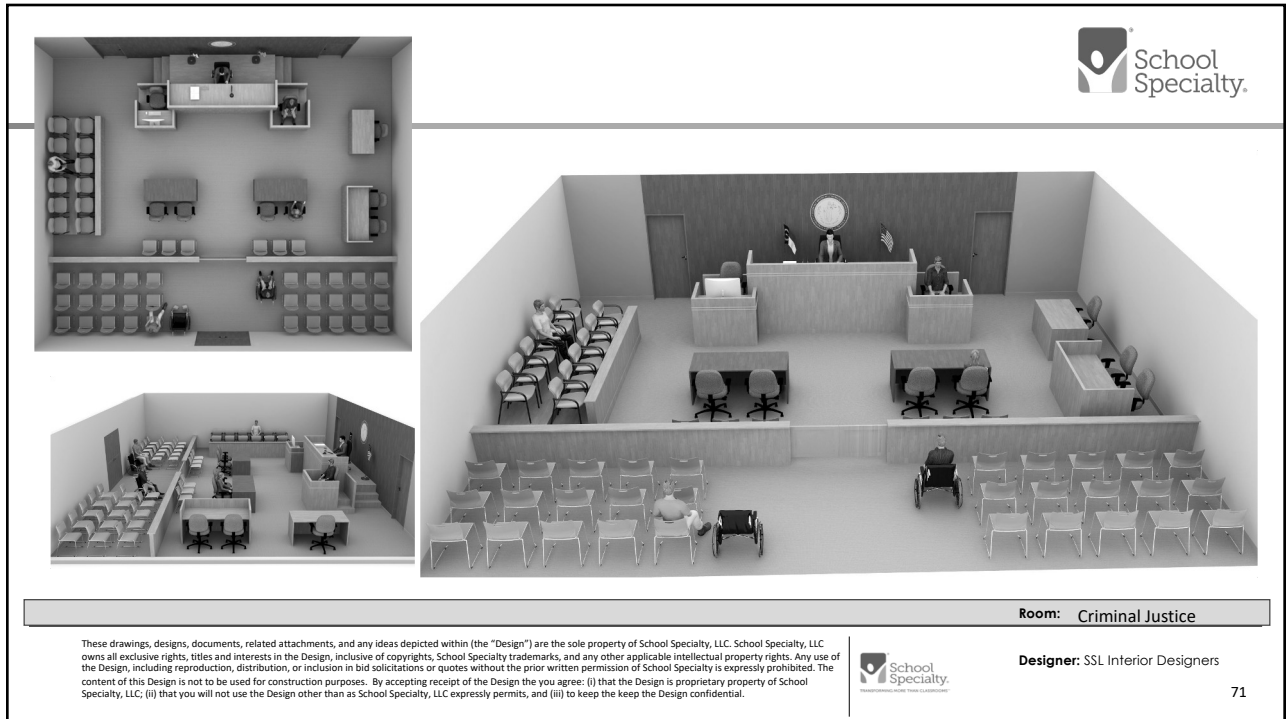 School
Specialty®
Room: Criminal Justice
These drawings, designs, documents, related attachments, and any ideas depicted within (the “Design”) are the sole property of School Specialty, LLC. School Specialty, LLC
owns all exclusive rights, titles and interests in the Design, inclusive of copyrights, School Specialty trademarks, and any other applicable intellectual property rights. Any use of
the Design, including reproduction, distribution, or inclusion in bid solicitations or quotes without the prior written permission of School Specialty is expressly prohibited. The
content of this Design is not to be used for construction purposes. By accepting receipt of the Design the you agree: (i) that the Design is proprietary property of School
Specialty, LLC; (ii) that you will not use the Design other than as School Specialty, LLC expressly permits, and (iii) to keep the keep the Design confidential.
School
Specialty.
TRANSFORMING MORE THAN CLASSROOMS™
Designer: SSL Interior Designers
71